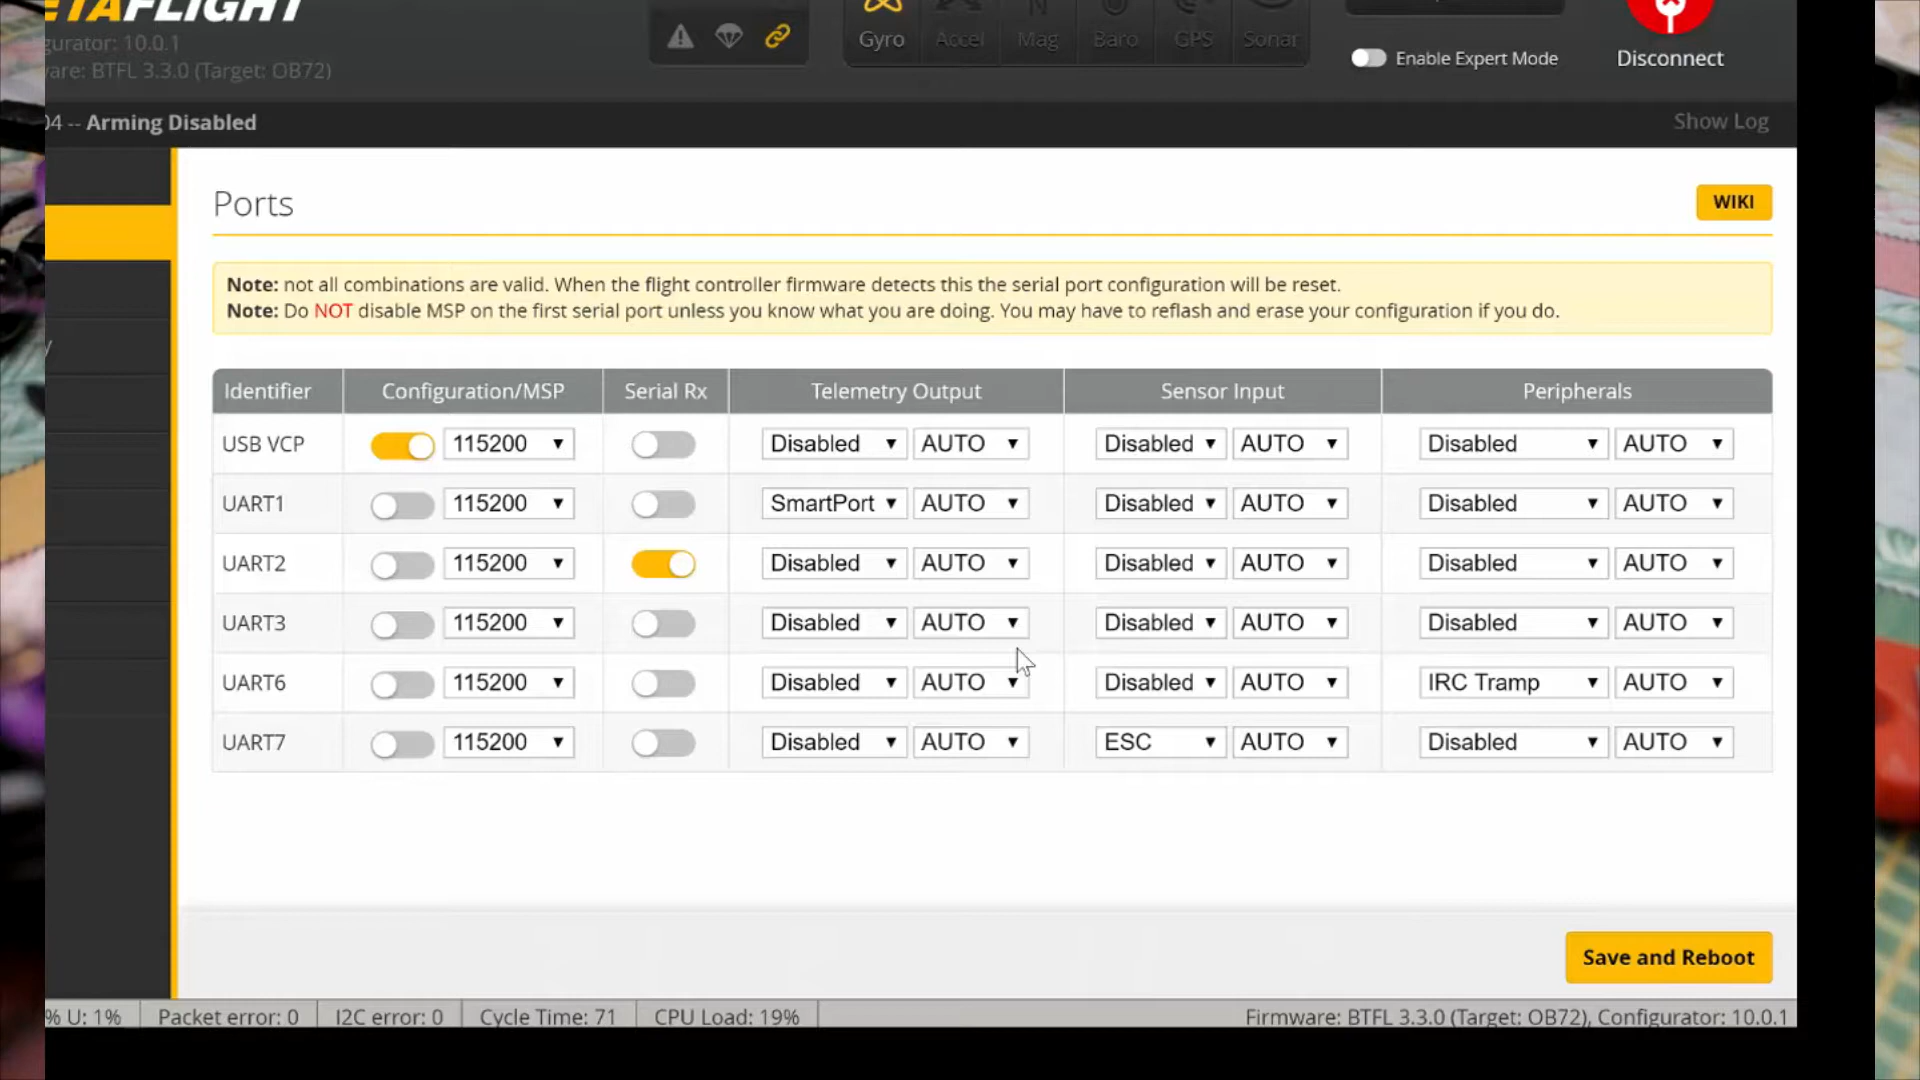 ETAFLIGHT
gurator: 10.0.1
are: BTFL 3.3.0 (Target: OB72)
Gyro Accel Mag Baro GPS Sonar
Enable Expert Mode
Disconnect
04 -- Arming Disabled
Show Log
Ports
WIKI
Note: not all combinations are valid. When the flight controller firmware detects this the serial port configuration will be reset.
Note: Do NOT disable MSP on the first serial port unless you know what you are doing. You may have to reflash and erase your configuration if you do.
Identifier Configuration/MSP Serial Rx Telemetry Output Sensor Input Peripherals
USB VCP 115200 Disabled AUTO Disabled AUTO Disabled AUTO
UART1 115200 SmartPort AUTO Disabled AUTO Disabled AUTO
UART2 115200 Disabled AUTO Disabled AUTO Disabled AUTO
UART3 115200 Disabled AUTO Disabled AUTO Disabled AUTO
UART6 115200 Disabled AUTO Disabled AUTO IRC Tramp AUTO
UART7 115200 Disabled AUTO ESC AUTO Disabled AUTO
Save and Reboot
% U: 1% Packet error: 0 I2C error: 0 Cycle Time: 71 CPU Load: 19% Firmware: BTFL 3.3.0 (Target: OB72), Configurator: 10.0.1